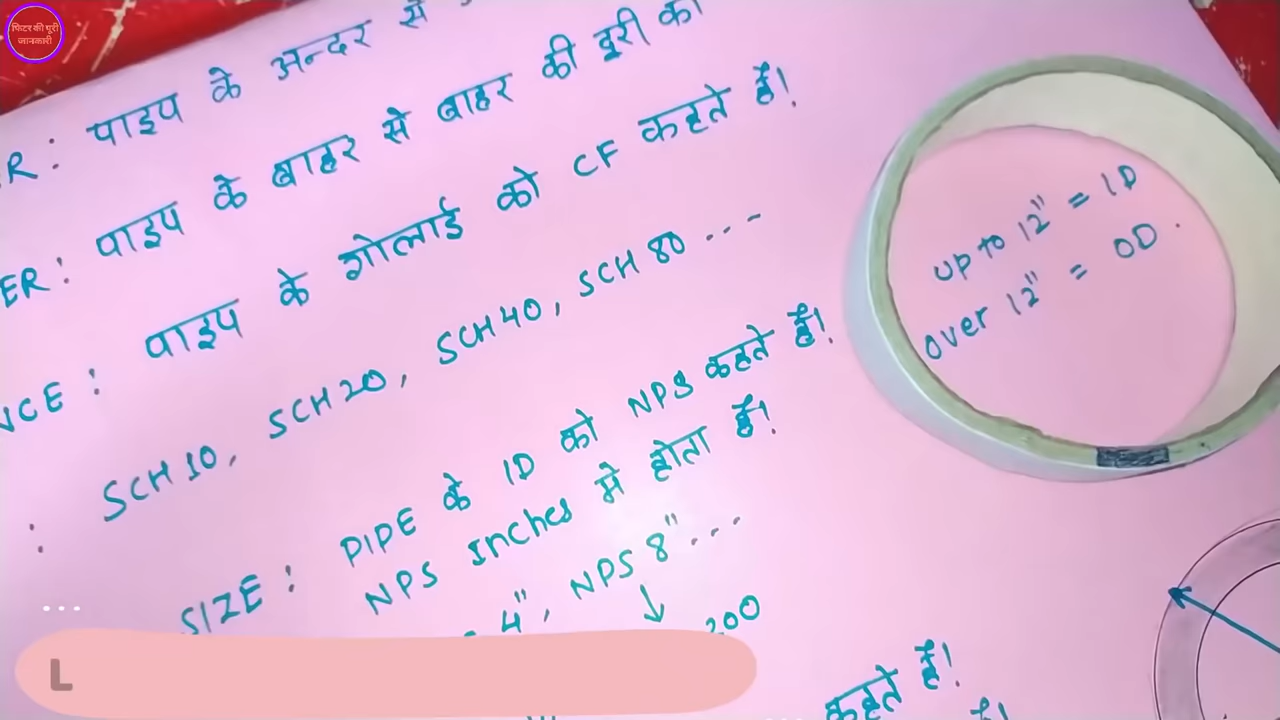 फिटर की पूरी
जानकारी
R: पाइप के अन्दर से
ER: पाइप के बाहर से बाहर की दूरी को
NCE: पाइप के गोलाई को CF कहते हैं!
: SCH 10, SCH 20, SCH 40, SCH 80 ...
SIZE: PIPE के ID को NPS कहते हैं!
NPS Inches मे होता हैं!
4", NPS 8" ...
↓
200
कहते हैं!
up to 12" = ID
over 12" = OD.
L